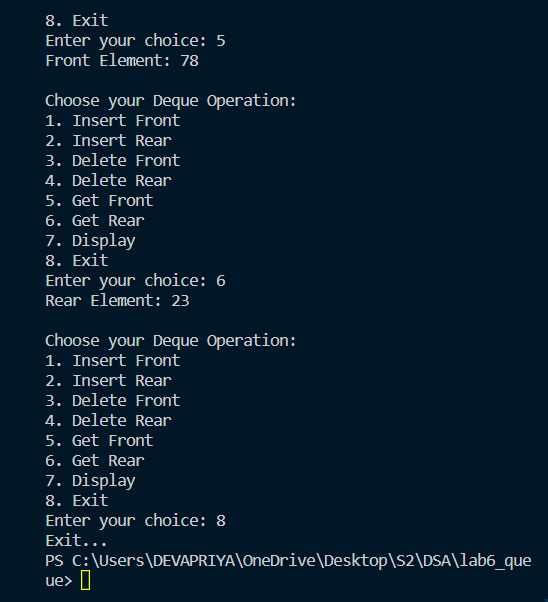 8. Exit
Enter your choice: 5
Front Element: 78
Choose your Deque Operation:
1. Insert Front
2. Insert Rear
3. Delete Front
4. Delete Rear
5. Get Front
6. Get Rear
7. Display
8. Exit
Enter your choice: 6
Rear Element: 23
Choose your Deque Operation:
1. Insert Front
2. Insert Rear
3. Delete Front
4. Delete Rear
5. Get Front
6. Get Rear
7. Display
8. Exit
Enter your choice: 8
Exit...
PS C:\Users\DEVAPRIYA\OneDrive\Desktop\S2\DSA\lab6_que
ue>